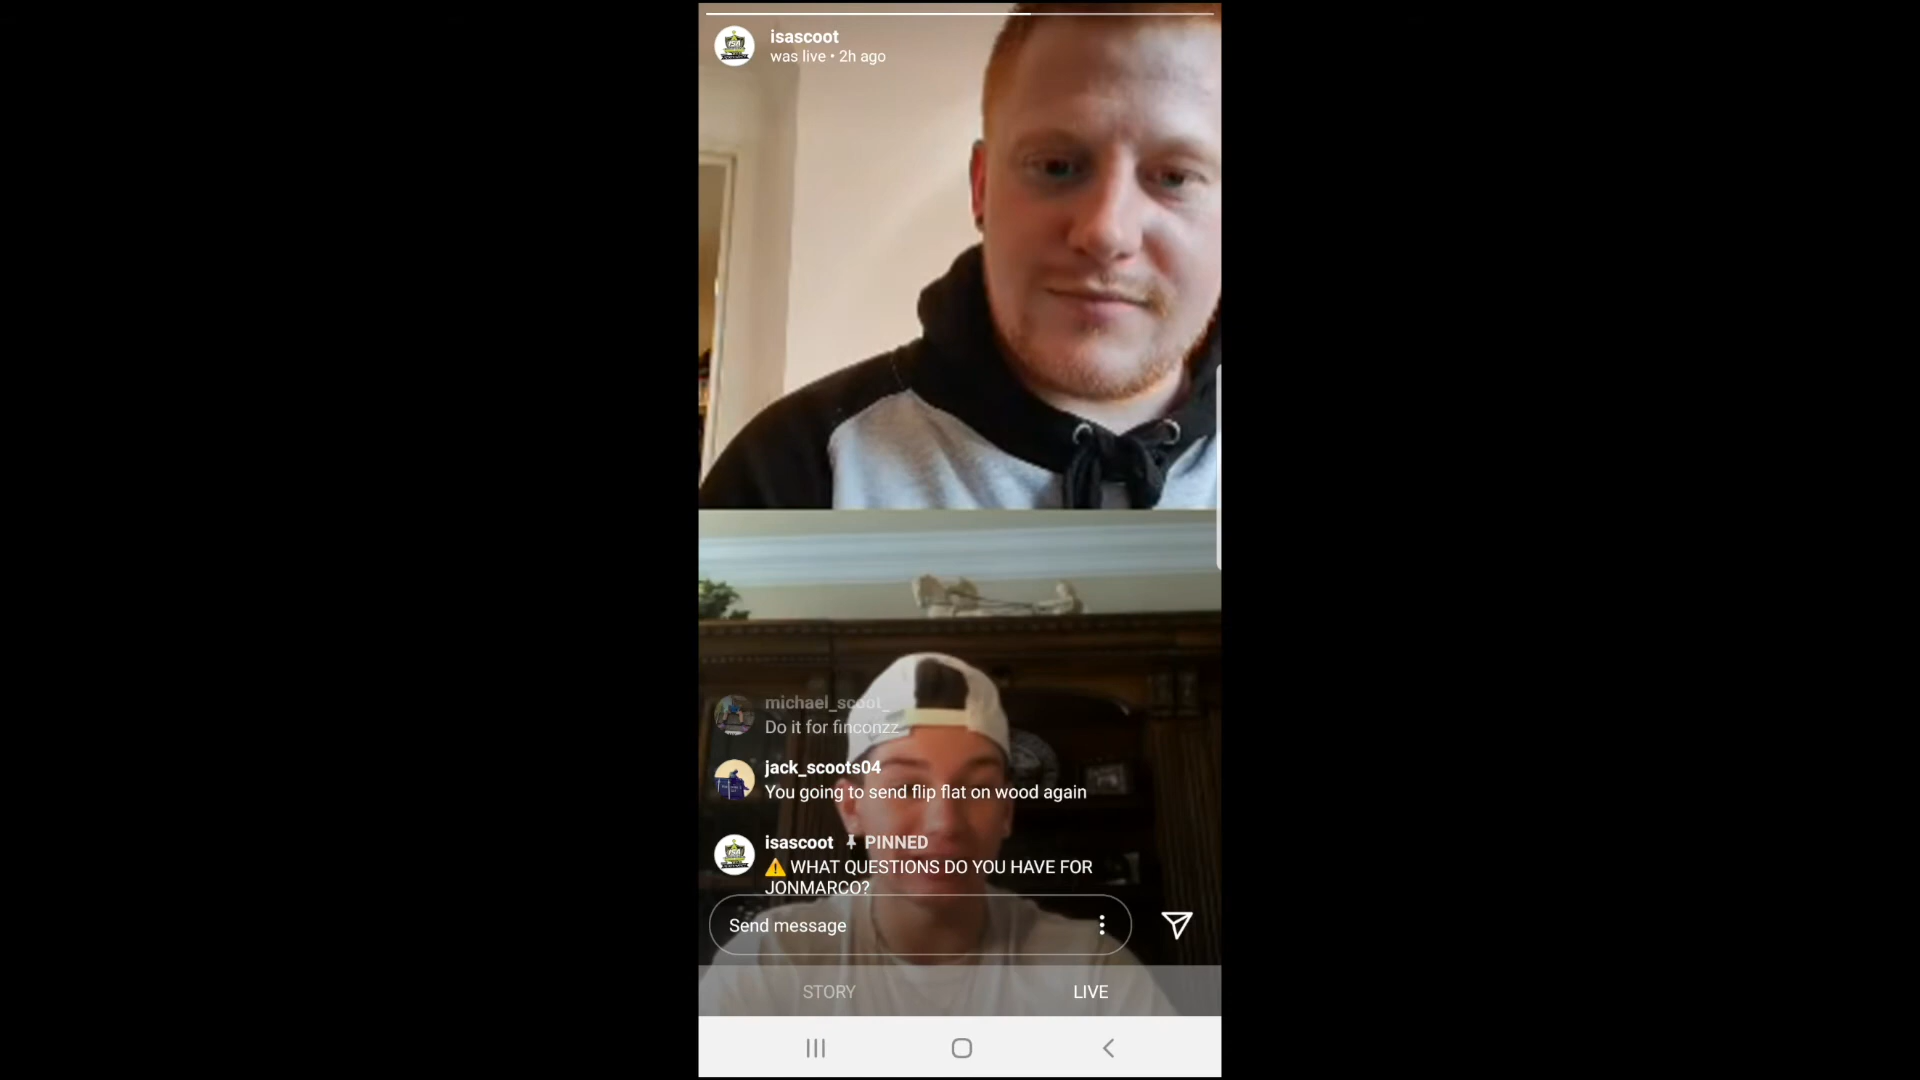 isascoot
was live • 2h ago
michael_scoot_
Do it for finconzz
jack_scoots04
You going to send flip flat on wood again
isascoot PINNED
⚠️ WHAT QUESTIONS DO YOU HAVE FOR
JONMARCO?
Send message
STORY LIVE